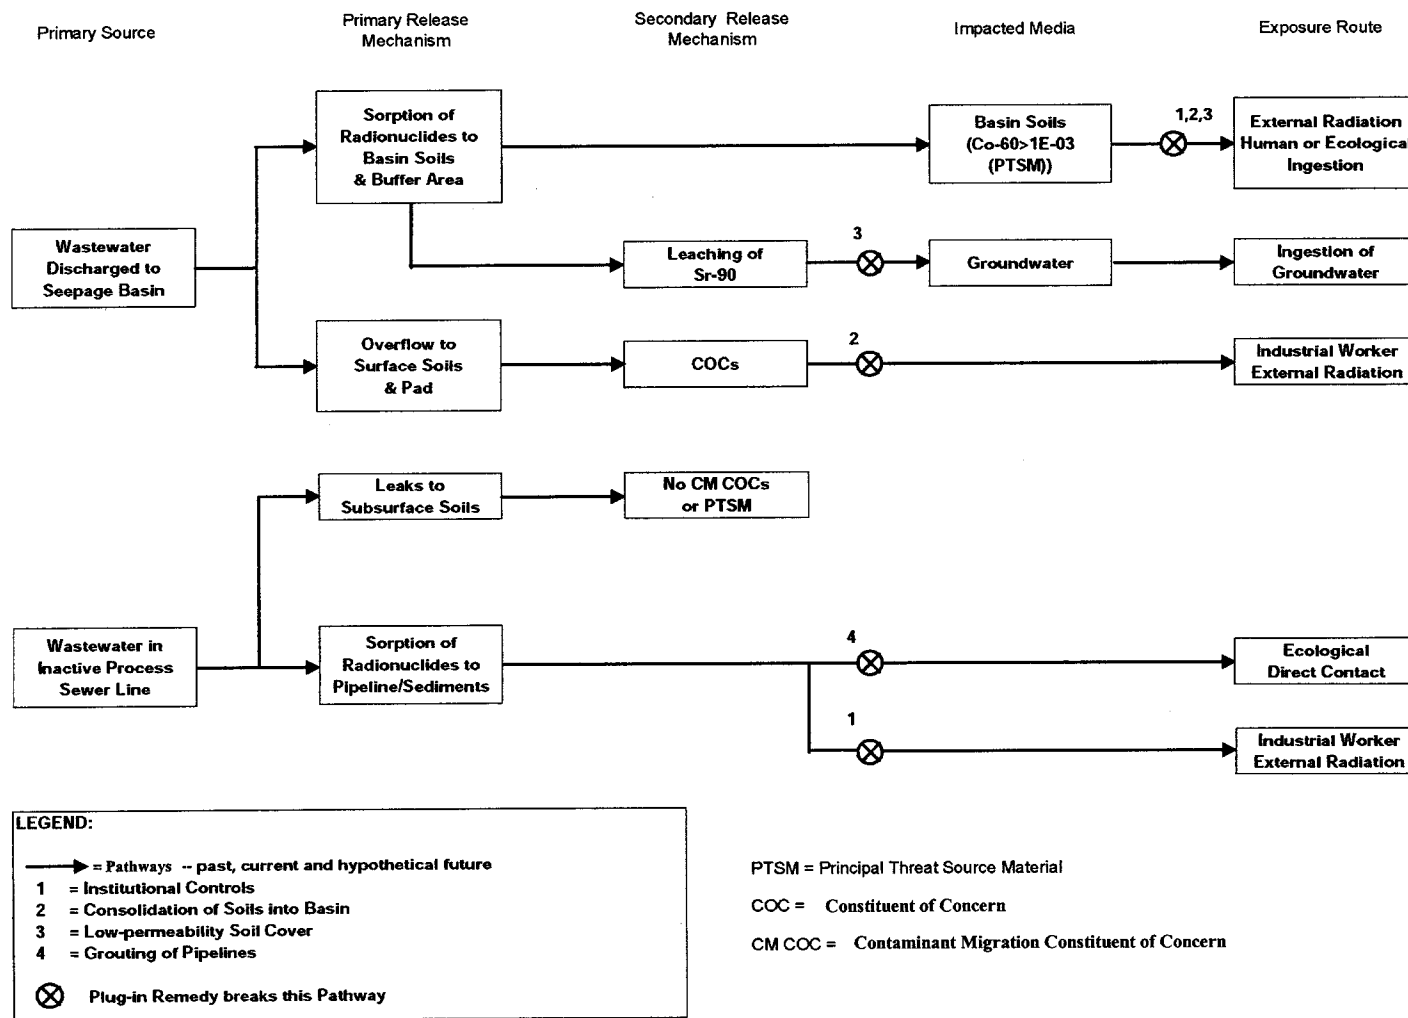 Primary Source
Primary Release
Mechanism
Secondary Release
Mechanism
Impacted Media
Exposure Route
Sorption of
Radionuclides to
Basin Soils
& Buffer Area
Basin Soils
(Co-60>1E-03
(PTSM))
1,2,3
External Radiation
Human or Ecological
Ingestion
Wastewater
Discharged to
Seepage Basin
Leaching of
Sr-90
3
Groundwater
Ingestion of
Groundwater
Overflow to
Surface Soils
& Pad
COCs
2
Industrial Worker
External Radiation
Leaks to
Subsurface Soils
No CM COCs
or PTSM
Wastewater in
Inactive Process
Sewer Line
Sorption of
Radionuclides to
Pipeline/Sediments
4
Ecological
Direct Contact
1
Industrial Worker
External Radiation
LEGEND:
= Pathways -- past, current and hypothetical future
1 = Institutional Controls
2 = Consolidation of Soils into Basin
3 = Low-permeability Soil Cover
4 = Grouting of Pipelines
Plug-in Remedy breaks this Pathway
PTSM = Principal Threat Source Material
COC = Constituent of Concern
CM COC = Contaminant Migration Constituent of Concern